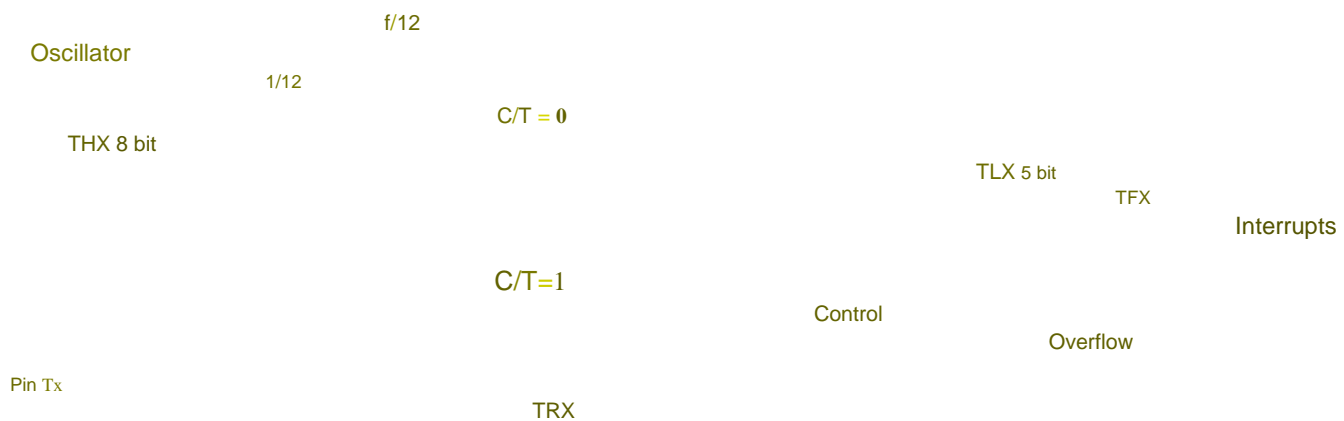 f/12
Oscillator
1/12
C/T = 0
THX 8 bit
TLX 5 bit
TFX
Interrupts
C/T=1
Control
Overflow
Pin Tx
TRX